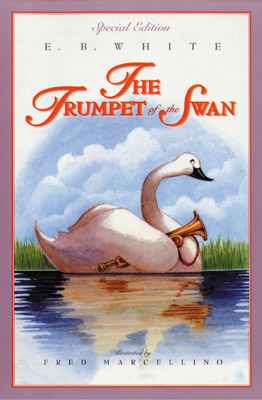 Special Edition
E. B. WHITE
THE
TRUMPET of the SWAN
illustrated by
FRED MARCELLINO